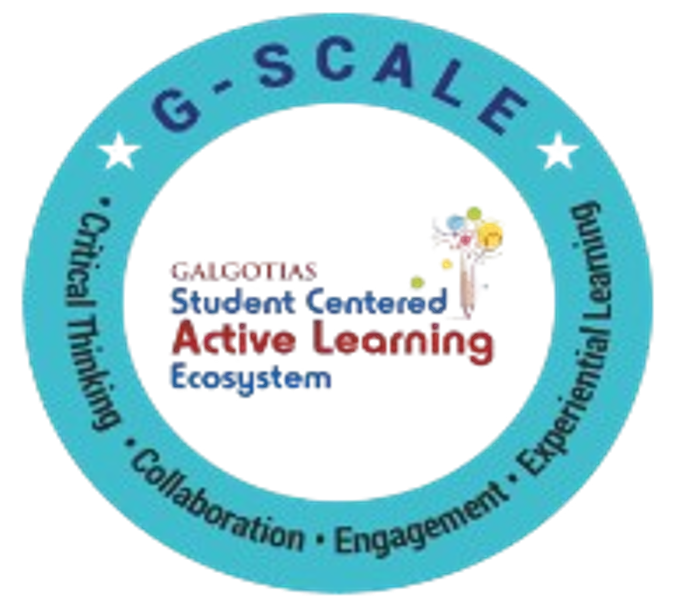 G-SCALE
GALGOTIAS
Student Centered
Active Learning
Ecosystem
• Critical Thinking • Collaboration • Engagement • Experiential Learning